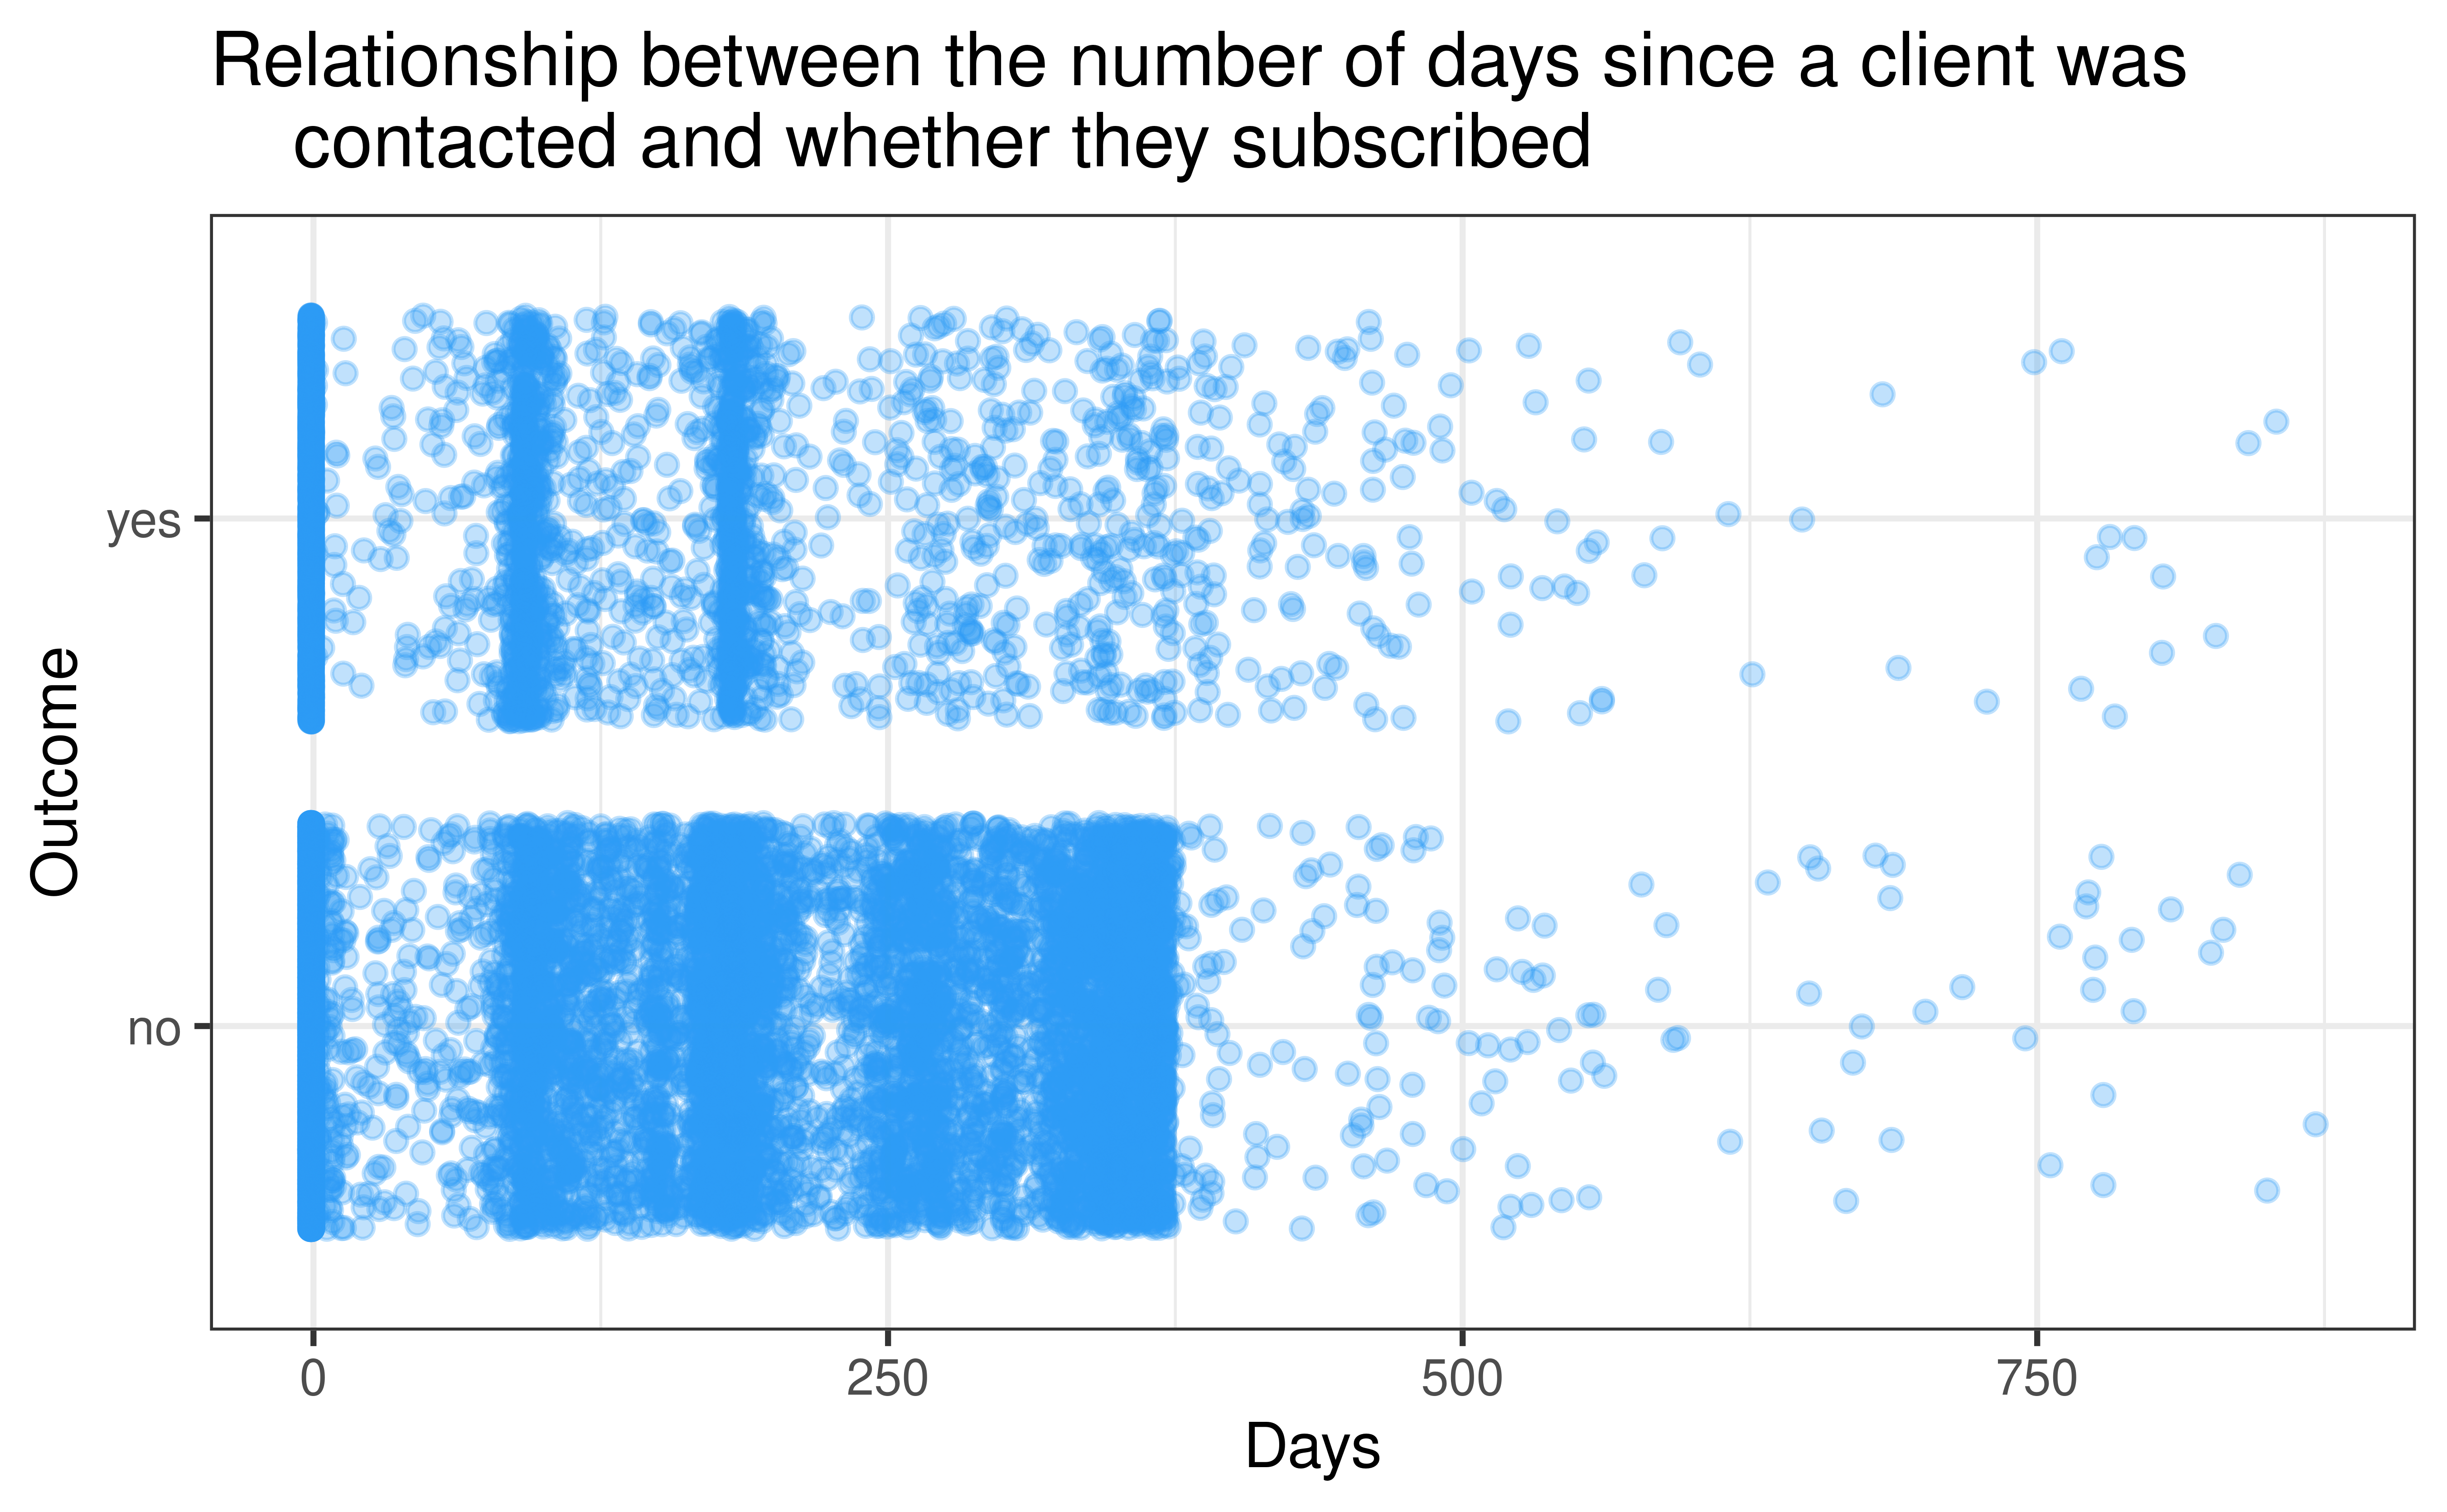 Relationship between the number of days since a client was
contacted and whether they subscribed
Outcome
yes
no
0 250 500 750
Days